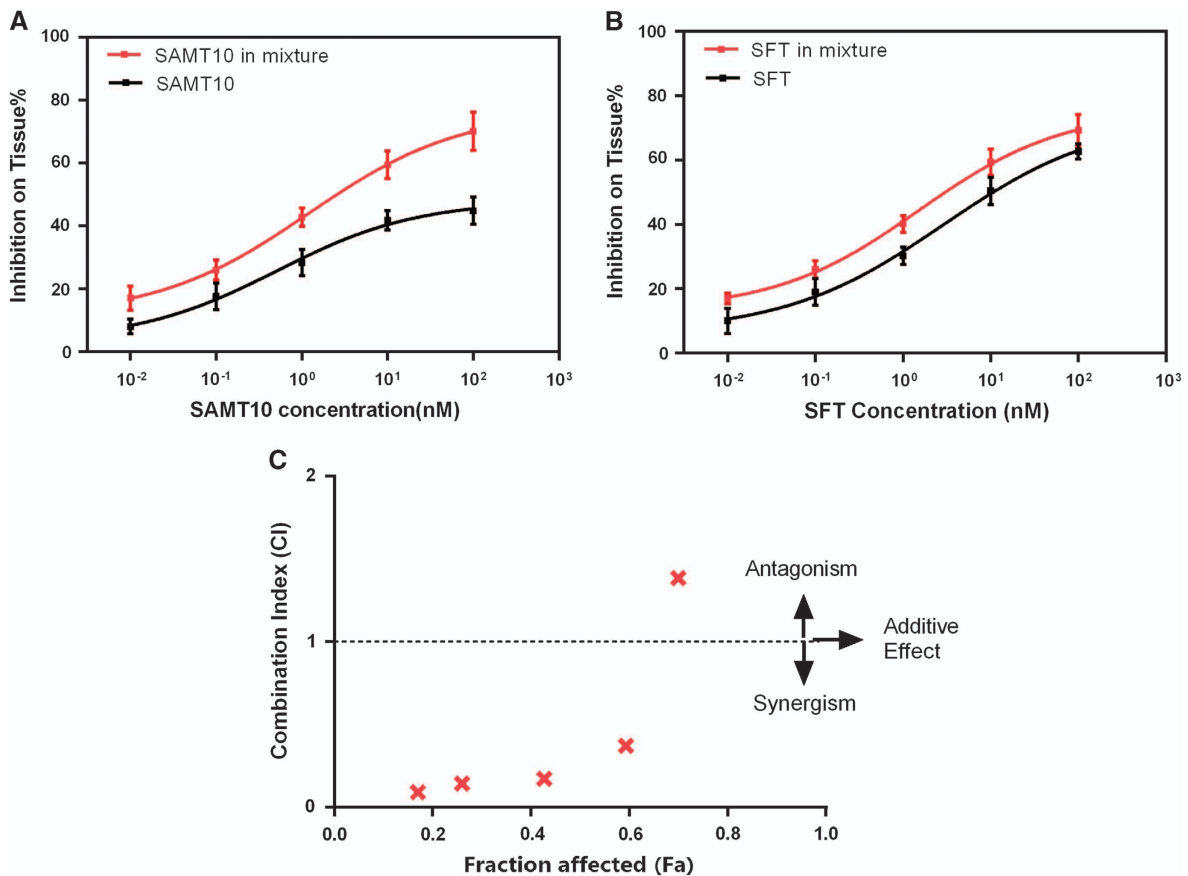 A
SAMT10 in mixture
SAMT10
Inhibition on Tissue%
100
80
60
40
20
0
10⁻² 10⁻¹ 10⁰ 10¹ 10² 10³
SAMT10 concentration(nM)
B
SFT in mixture
SFT
Inhibition on Tissue%
100
80
60
40
20
0
10⁻² 10⁻¹ 10⁰ 10¹ 10² 10³
SFT Concentration (nM)
C
Combination Index (CI)
2
1
0
Antagonism
Additive
Effect
Synergism
0.0 0.2 0.4 0.6 0.8 1.0
Fraction affected (Fa)